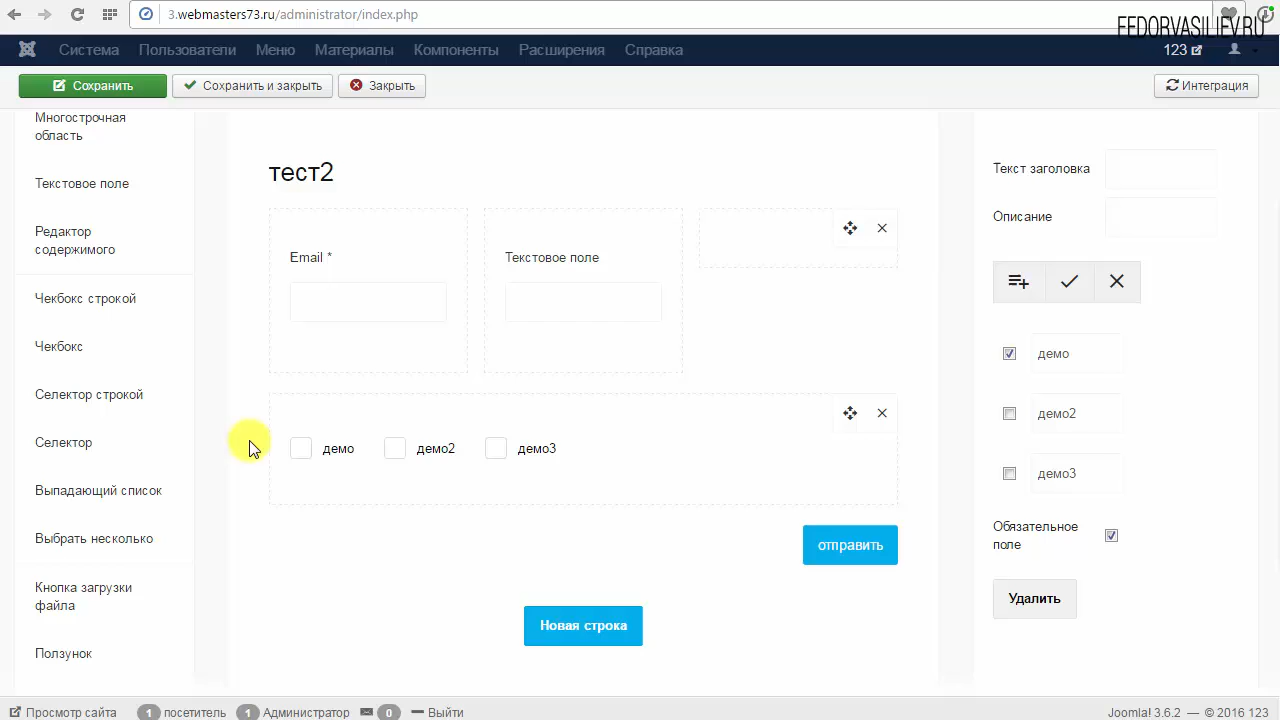 3.webmasters73.ru/administrator/index.php
FEDORVASILIEV.RU
Система Пользователи Меню Материалы Компоненты Расширения Справка 123
Сохранить Сохранить и закрыть Закрыть Интеграция
Многострочная
область
Текстовое поле
Редактор
содержимого
Чекбокс строкой
Чекбокс
Селектор строкой
Селектор
Выпадающий список
Выбрать несколько
Кнопка загрузки
файла
Ползунок
тест2
Email * Текстовое поле
демо демо2 демо3
отправить
Новая строка
Текст заголовка
Описание
демо
демо2
демо3
Обязательное
поле
Удалить
Просмотр сайта 1 посетитель 1 Администратор 0 Выйти Joomla! 3.6.2 — © 2016 123